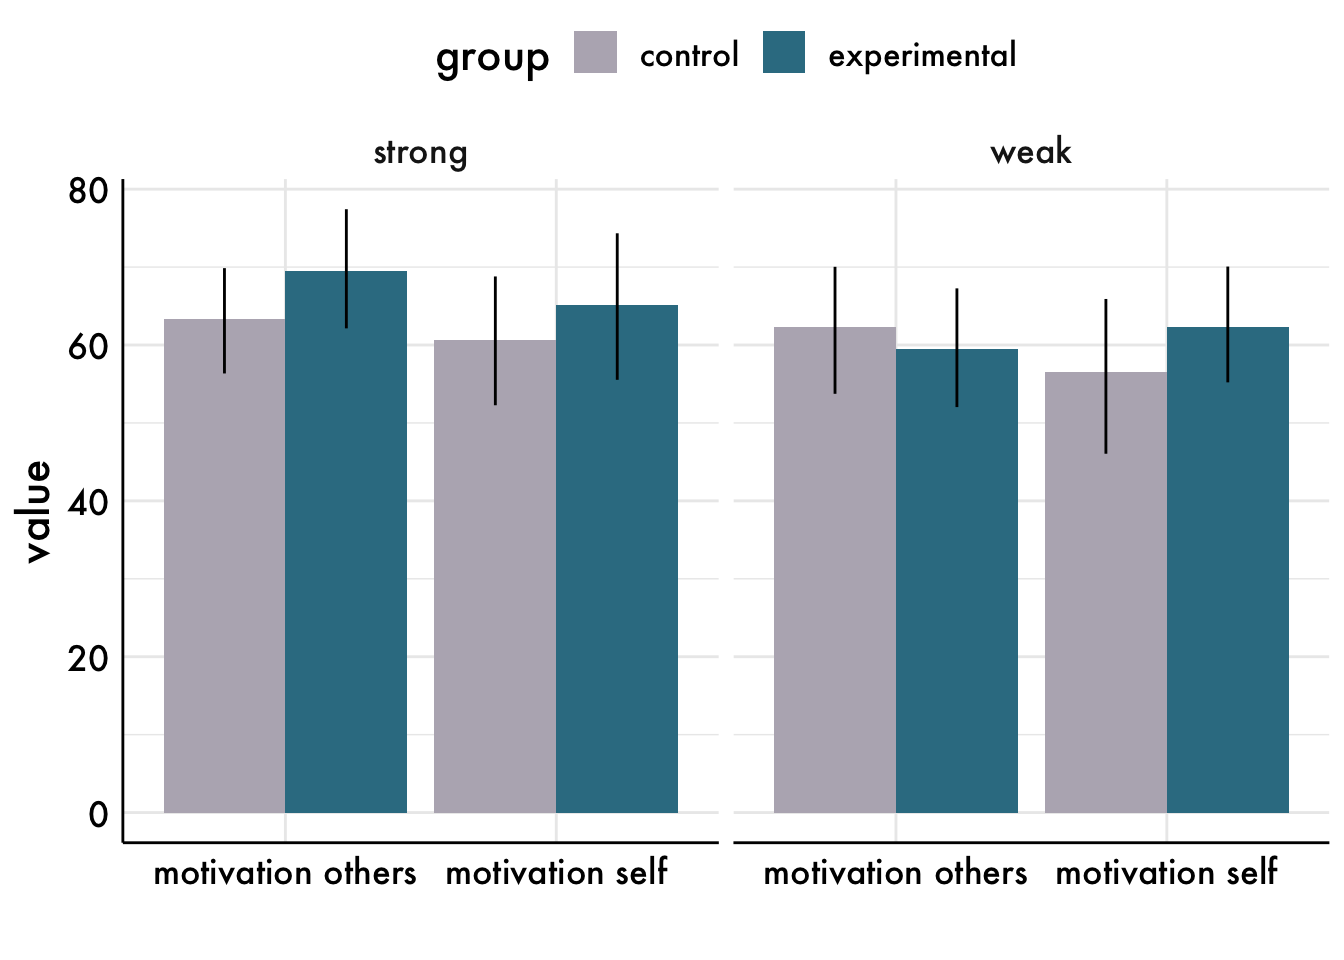 group control experimental
strong weak
80
60
40
20
0
value
motivation others motivation self motivation others motivation self